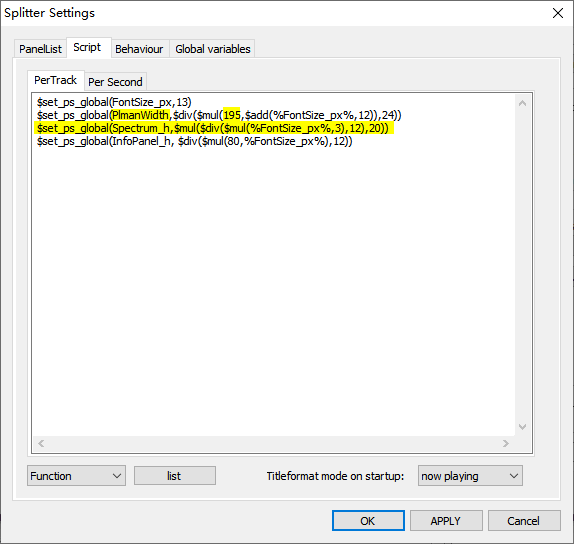 Splitter Settings
PanelList Script Behaviour Global variables
PerTrack Per Second
$set_ps_global(FontSize_px,13)
$set_ps_global(PlmanWidth,$div($mul(195,$add(%FontSize_px%,12)),24))
$set_ps_global(Spectrum_h,$mul($div($mul(%FontSize_px%,3),12),20))
$set_ps_global(InfoPanel_h, $div($mul(80,%FontSize_px%),12))
Function list Titleformat mode on startup: now playing
OK APPLY Cancel